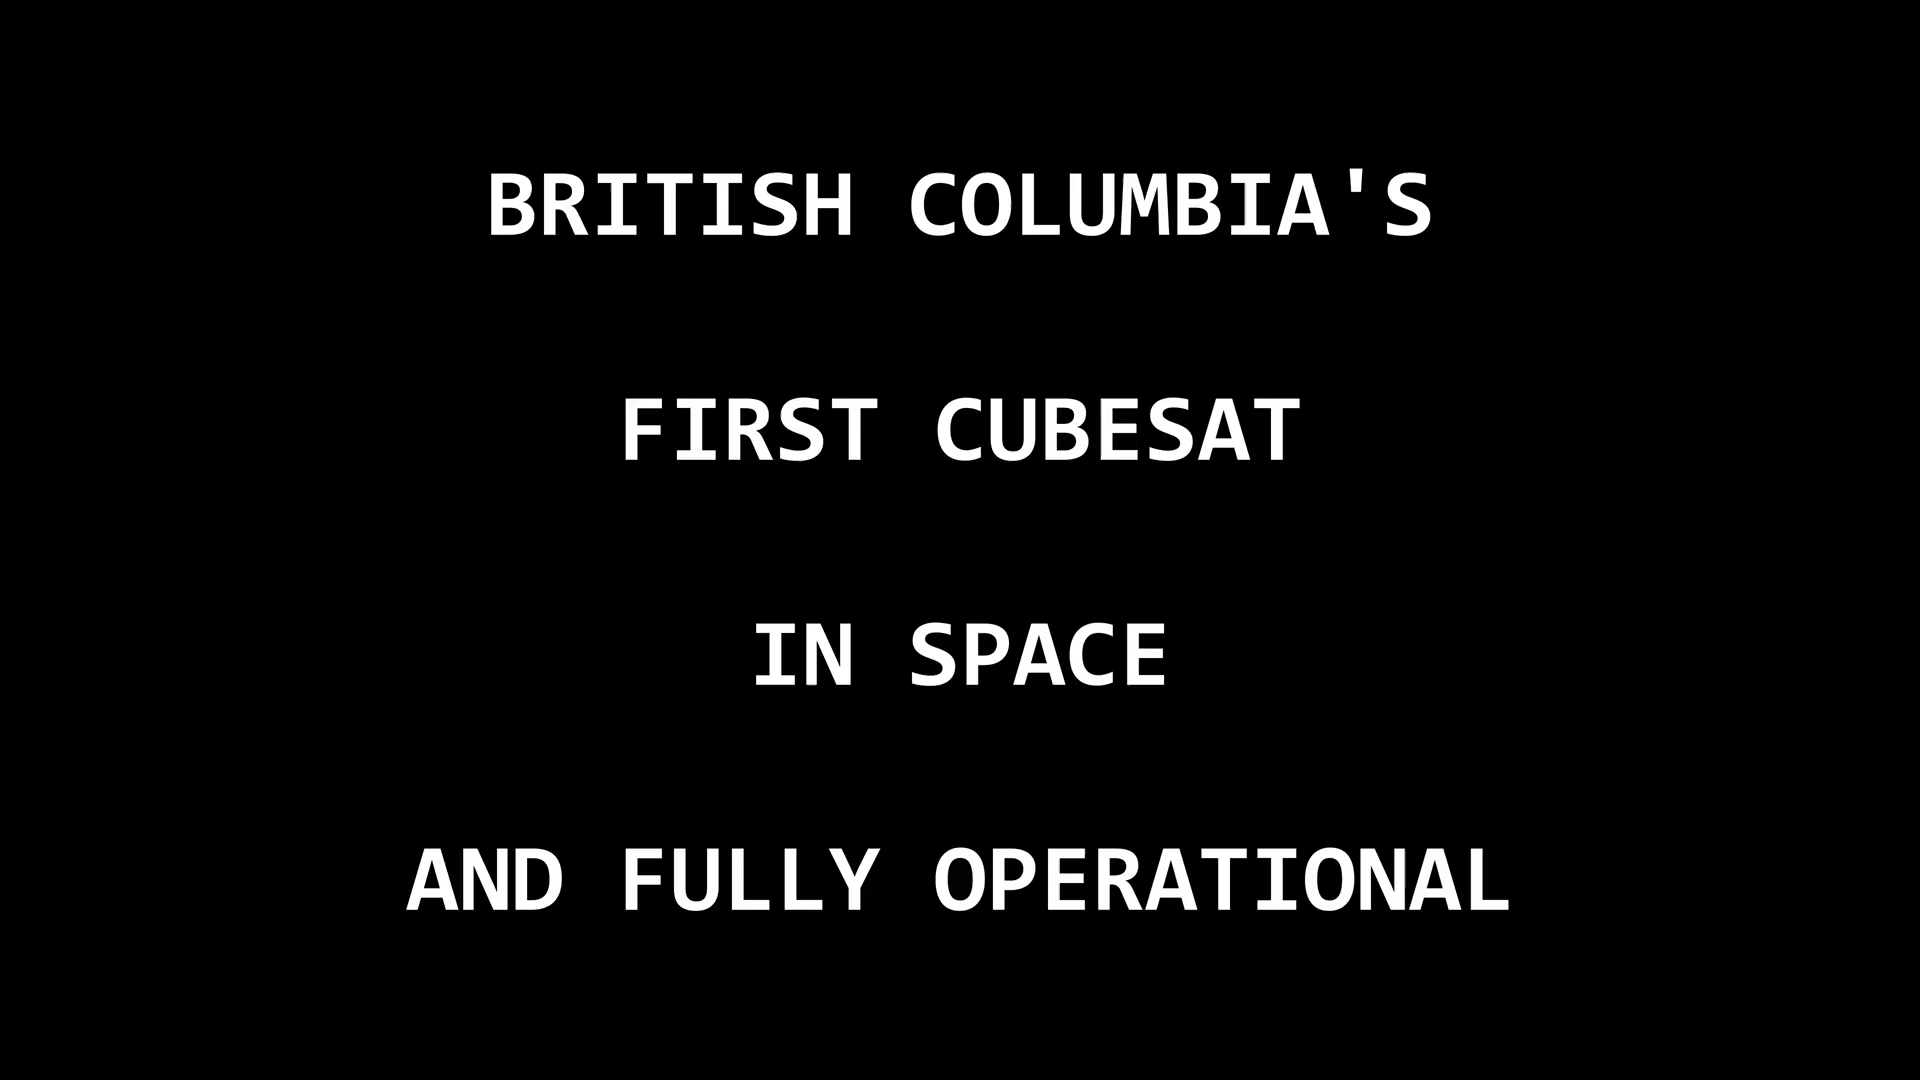 BRITISH COLUMBIA'S
FIRST CUBESAT
IN SPACE
AND FULLY OPERATIONAL